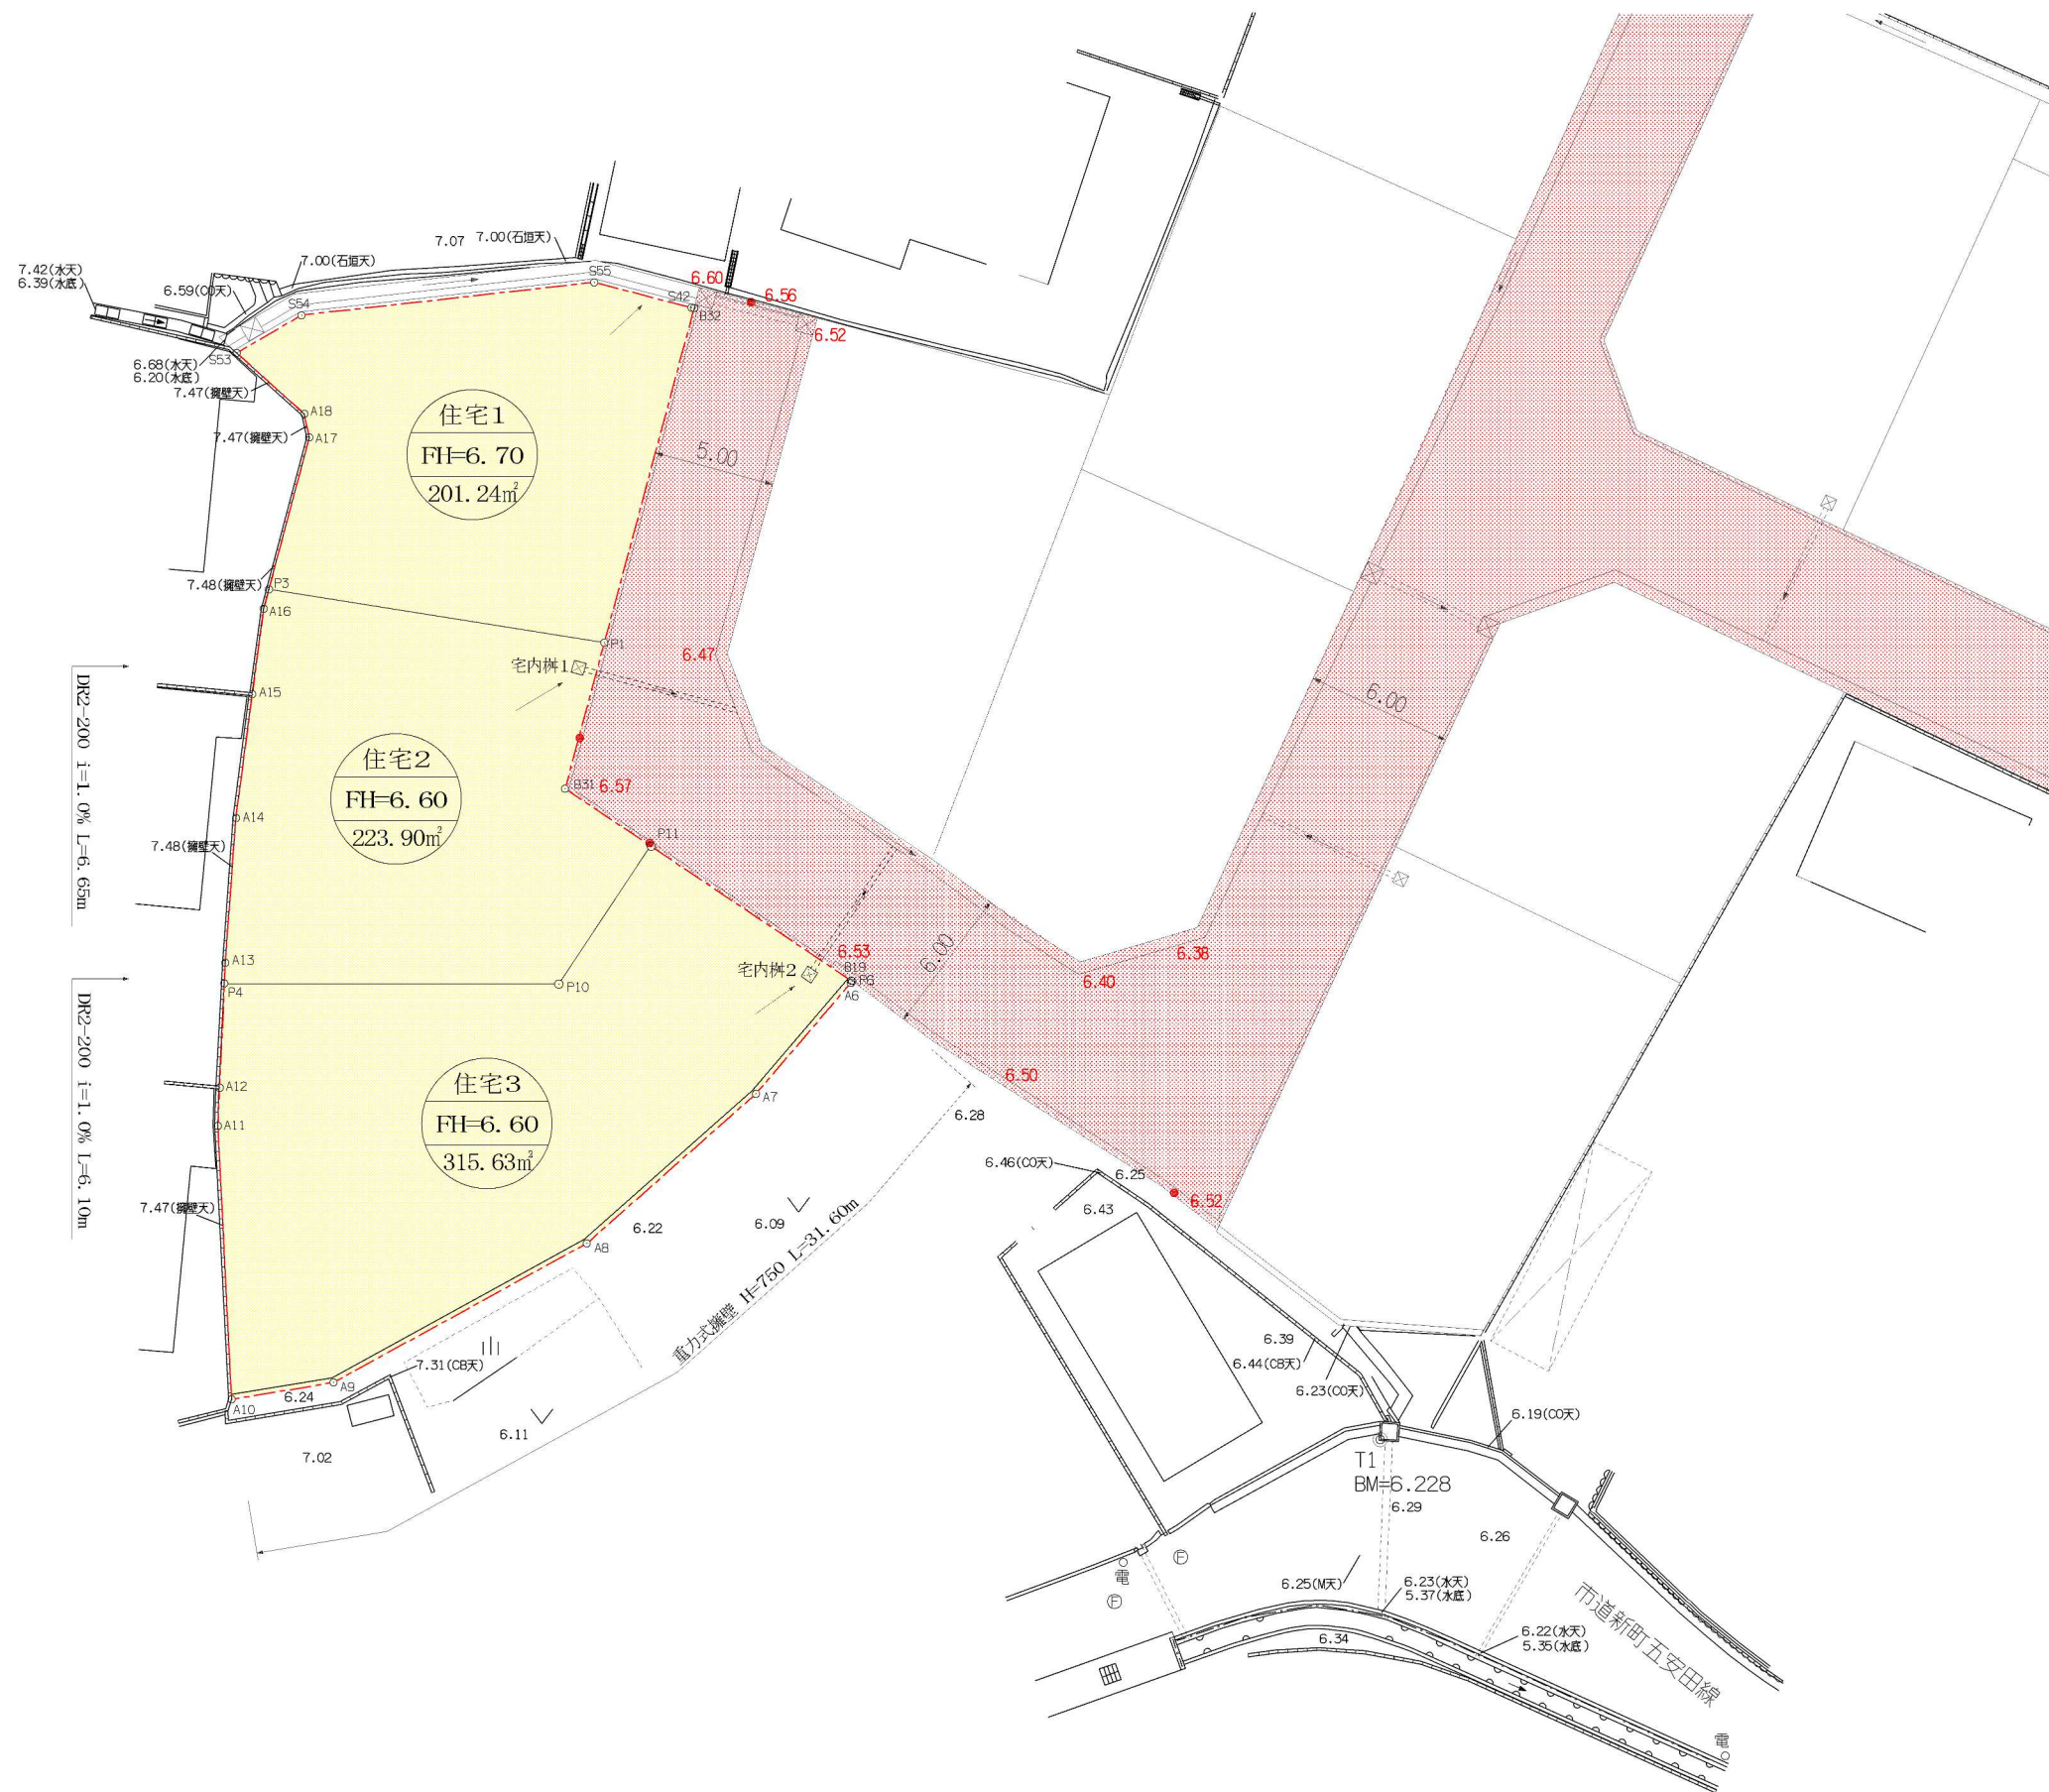 7.42(水天)
6.39(水底)
6.59(CO天)
7.00(石垣天)
7.07
7.00(石垣天)
S55
S54
S53
S42
B32
6.60
6.56
6.52
6.68(水天)
6.20(水底)
7.47(擁壁天)
A18
7.47(擁壁天)
A17
住宅1
FH=6.70
201.24㎡
5.00
7.48(擁壁天)
P3
A16
P1
6.47
宅内桝1
A15
DR2-200 i=1.0% L=6.65m
住宅2
FH=6.60
223.90㎡
B31
6.57
A14
7.48(擁壁天)
P11
6.00
A13
P4
P10
宅内桝2
6.53
B19
P6
A6
6.00
6.38
6.40
DR2-200 i=1.0% L=6.10m
A12
A11
住宅3
FH=6.60
315.63㎡
A7
6.50
6.28
6.46(CO天)
6.25
6.43
6.52
7.47(擁壁天)
6.22
6.09
A8
重力式擁壁 H=750 L=31.60m
7.31(CB天)
A9
6.24
A10
6.11
7.02
6.39
6.44(CB天)
6.23(CO天)
6.19(CO天)
T1
BM=6.228
6.29
6.26
電
Ⓔ
Ⓔ
6.25(M天)
6.23(水天)
5.37(水底)
6.22(水天)
5.35(水底)
6.34
市道新町五安田線
電